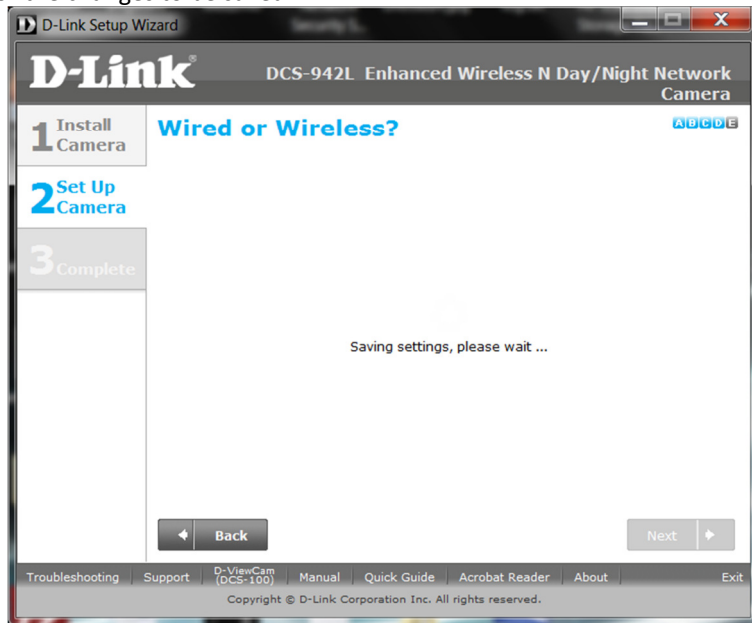 D-Link Setup Wizard
D-Link®
DCS-942L Enhanced Wireless N Day/Night Network
Camera
1 Install
Camera
Wired or Wireless?
A B C D E
2 Set Up
Camera
3 Complete
Saving settings, please wait ...
Back
Next
Troubleshooting
Support
D-ViewCam
(DCS-100)
Manual
Quick Guide
Acrobat Reader
About
Exit
Copyright © D-Link Corporation Inc. All rights reserved.